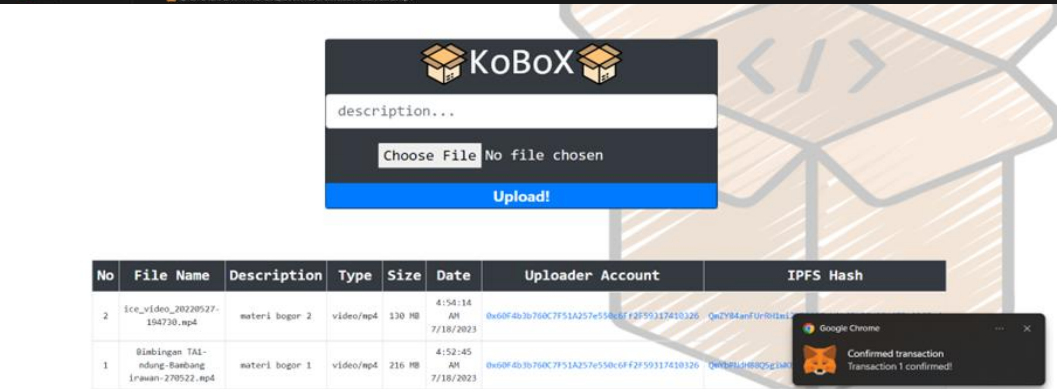 KoBoX
description...
Choose File No file chosen
Upload!
No File Name Description Type Size Date Uploader Account IPFS Hash
2 ice_video_20220527-194730.mp4 materi bogor 2 video/mp4 130 MB 4:54:14 AM 7/18/2023
1 Bimbingan TA1-ndung-Bambang irawan-270522.mp4 materi bogor 1 video/mp4 216 MB 4:52:45 AM 7/18/2023
Google Chrome
Confirmed transaction
Transaction 1 confirmed!